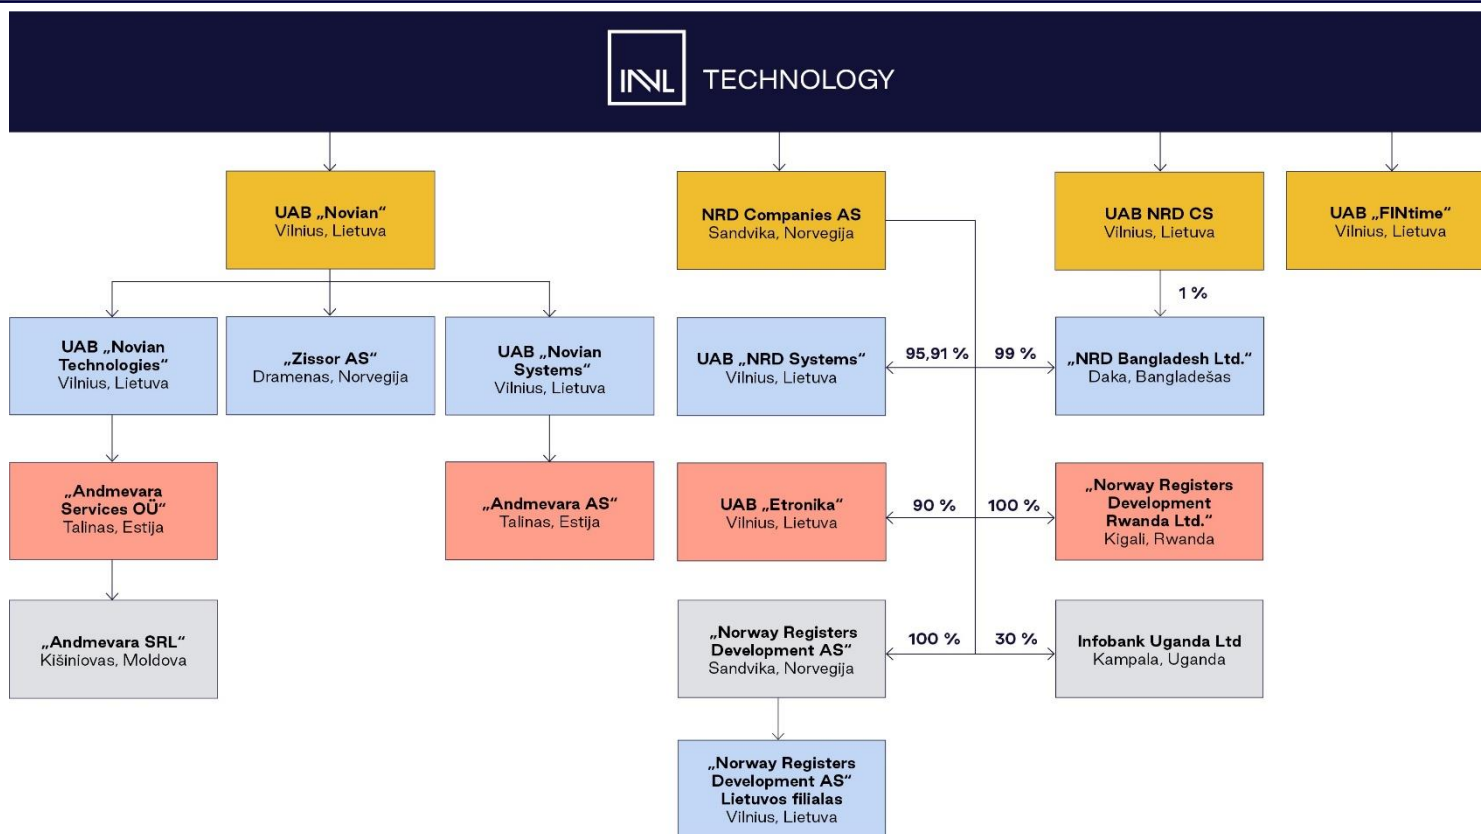 INVL TECHNOLOGY
UAB „Novian“
Vilnius, Lietuva
NRD Companies AS
Sandvika, Norvegija
UAB NRD CS
Vilnius, Lietuva
UAB „FINtime“
Vilnius, Lietuva
1 %
UAB „Novian
Technologies“
Vilnius, Lietuva
„Zissor AS“
Dramenas, Norvegija
UAB „Novian
Systems“
Vilnius, Lietuva
UAB „NRD Systems“
Vilnius, Lietuva
95,91 %
99 %
„NRD Bangladesh Ltd.“
Daka, Bangladešas
„Andmevara
Services OÜ“
Talinas, Estija
„Andmevara AS“
Talinas, Estija
UAB „Etronika“
Vilnius, Lietuva
90 %
100 %
„Norway Registers
Development
Rwanda Ltd.“
Kigali, Rwanda
„Andmevara SRL“
Kišiniovas, Moldova
„Norway Registers
Development AS“
Sandvika, Norvegija
100 %
30 %
Infobank Uganda Ltd
Kampala, Uganda
„Norway Registers
Development AS“
Lietuvos filialas
Vilnius, Lietuva